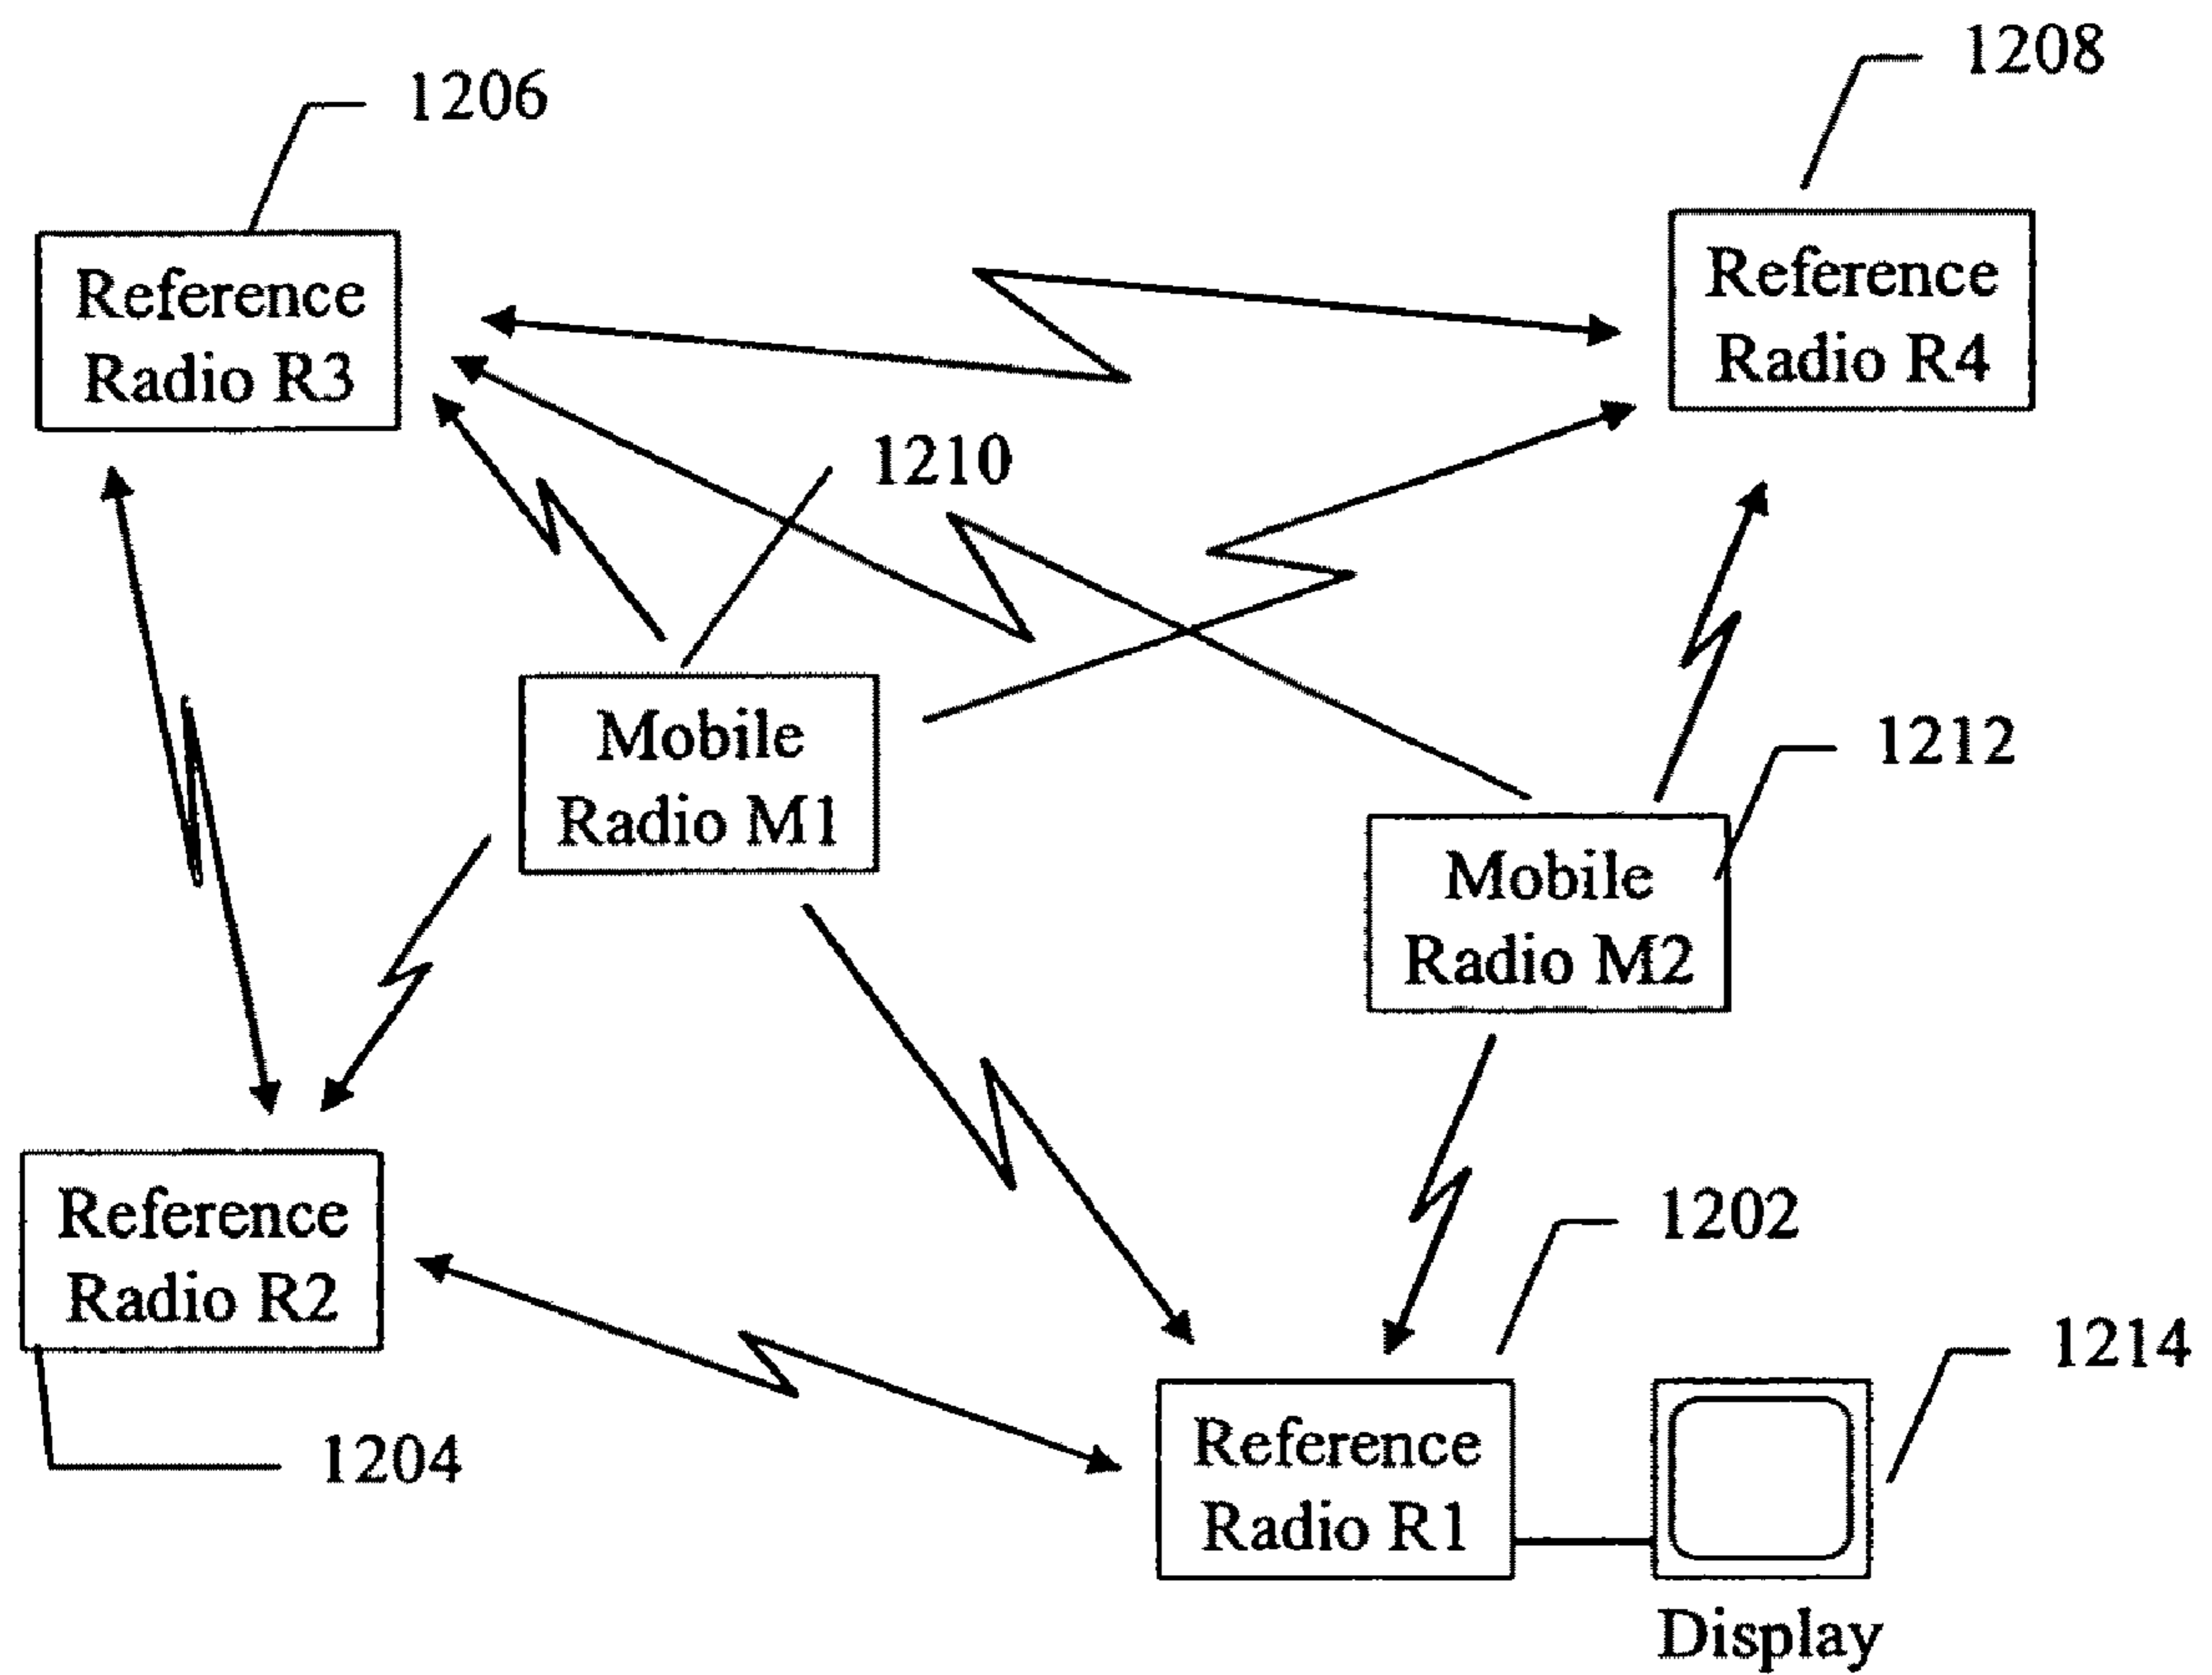 1208
1206
Reference
Radio R3
Reference
Radio R4
1210
Mobile
Radio M1
1212
Mobile
Radio M2
Reference
Radio R2
1202
1204
Reference
Radio R1
1214
Display